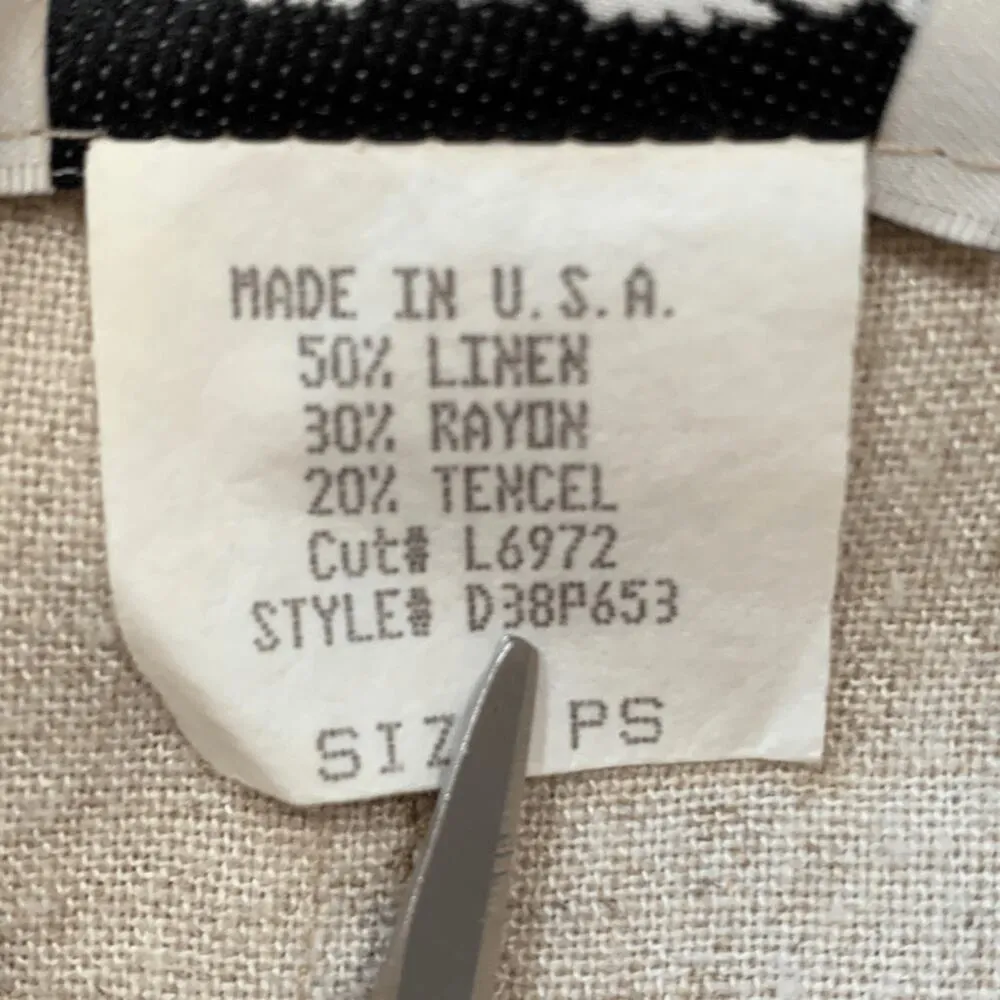 MADE IN U.S.A.
50% LINEN
30% RAYON
20% TENCEL
Cut# L6972
STYLE# D38P653
SIZ PS